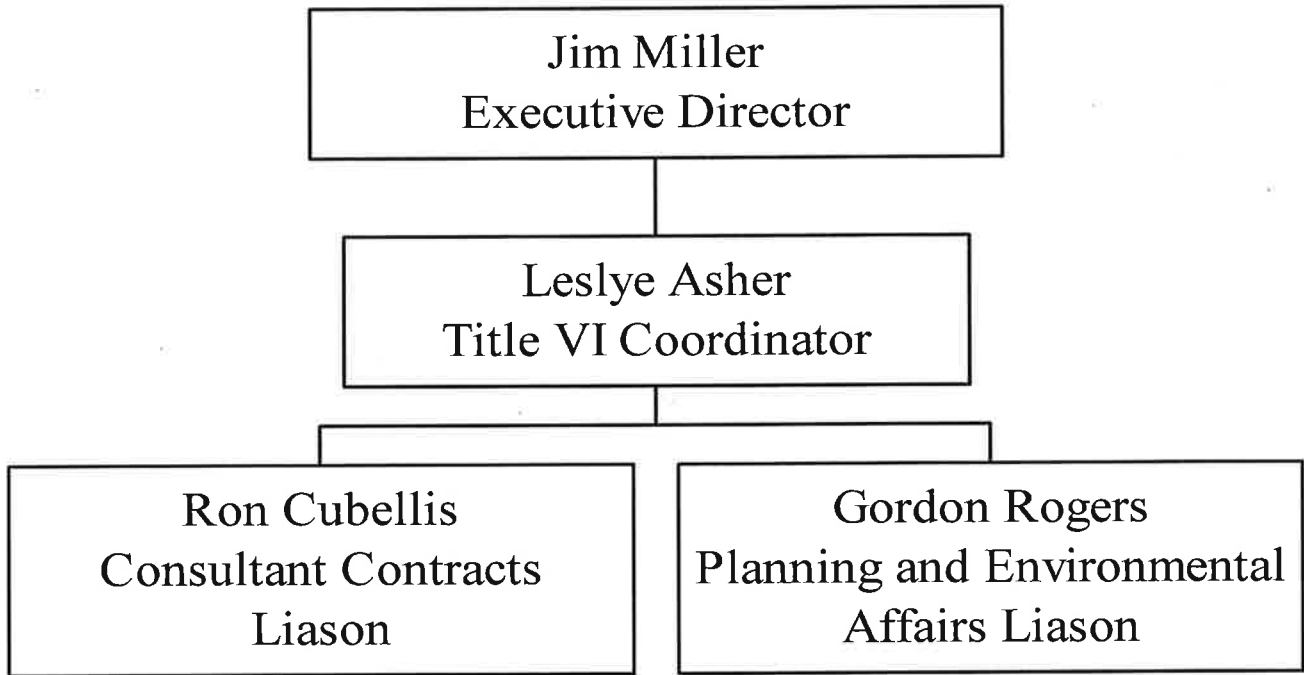 Jim Miller
Executive Director
Leslye Asher
Title VI Coordinator
Ron Cubellis
Consultant Contracts
Liason
Gordon Rogers
Planning and Environmental
Affairs Liason